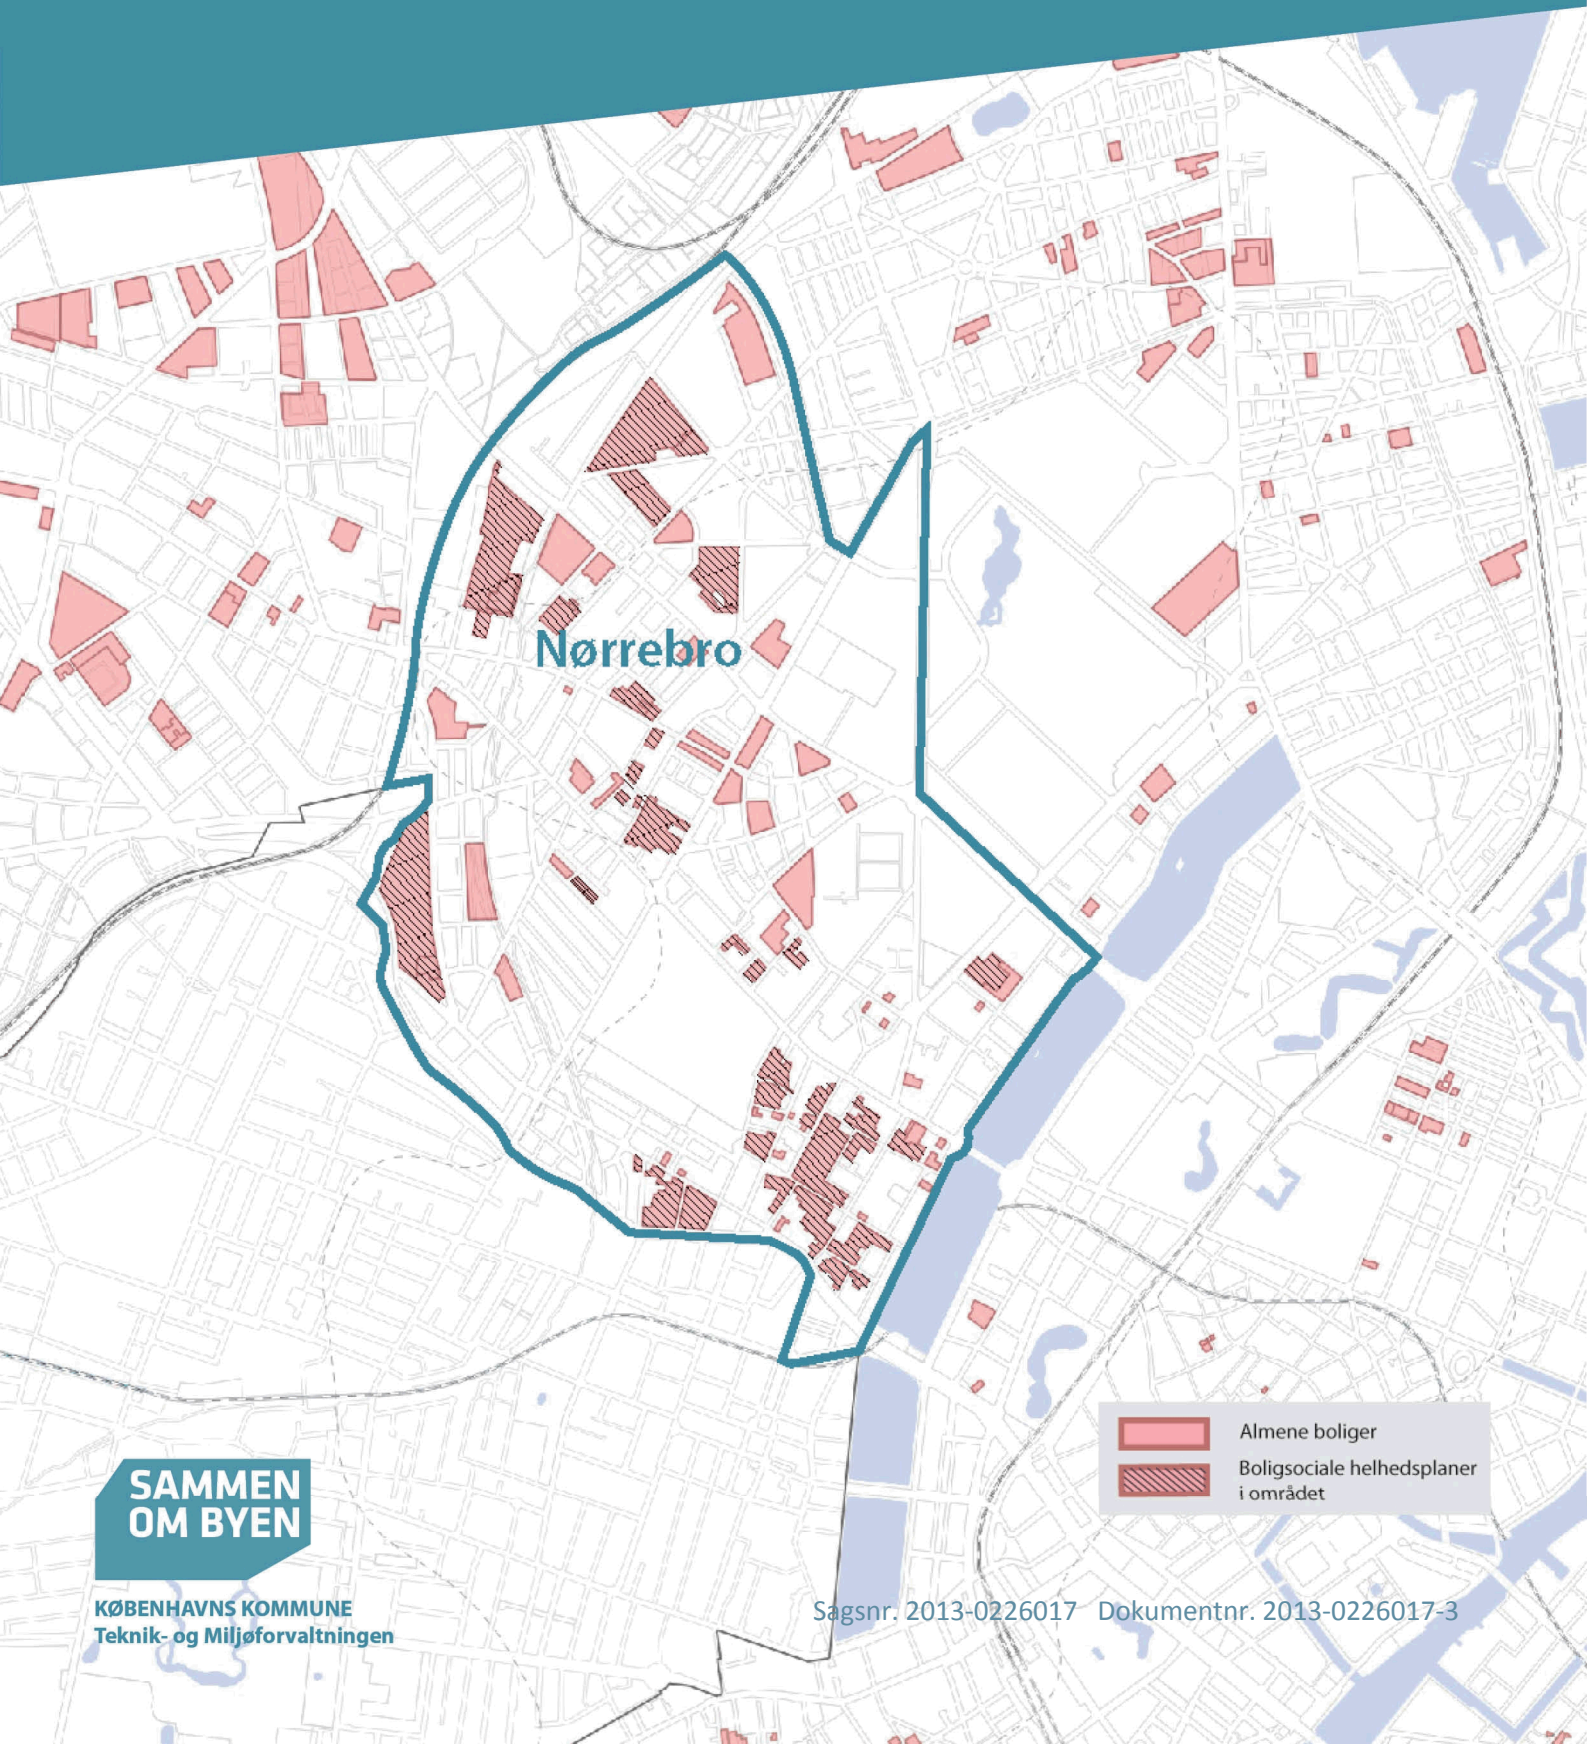 Nørrebro
Almene boliger
Boligsociale helhedsplaner
i området
SAMMEN
OM BYEN
KØBENHAVNS KOMMUNE
Teknik- og Miljøforvaltningen
Sagsnr. 2013-0226017 Dokumentnr. 2013-0226017-3